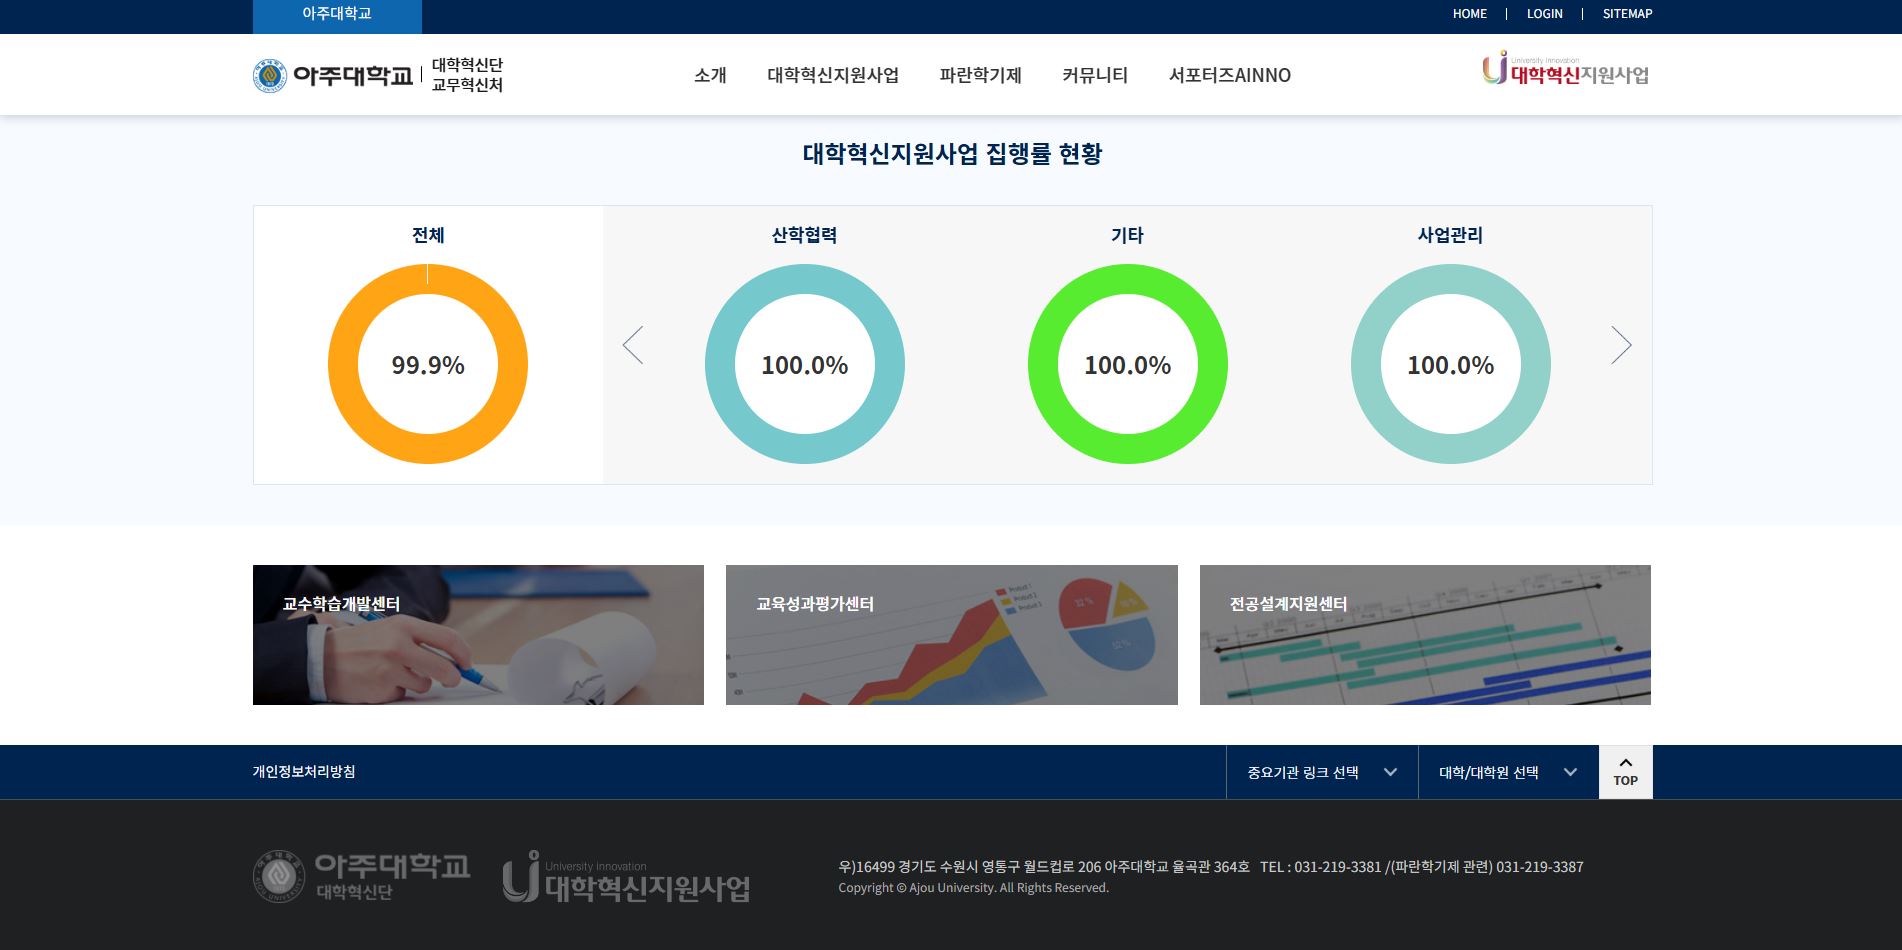 아주대학교
HOME | LOGIN | SITEMAP
아주대학교 | 대학혁신단
교무혁신처
소개 대학혁신지원사업 파란학기제 커뮤니티 서포터즈AINNO
University Innovation
대학혁신지원사업
대학혁신지원사업 집행률 현황
전체 산학협력 기타 사업관리
99.9% 100.0% 100.0% 100.0%
교수학습개발센터 교육성과평가센터 전공설계지원센터
Product 1
Product 2
Product 3
32%
52%
개인정보처리방침 중요기관 링크 선택 대학/대학원 선택 TOP
아주대학교
대학혁신단
University Innovation
대학혁신지원사업
우)16499 경기도 수원시 영통구 월드컵로 206 아주대학교 율곡관 364호 TEL : 031-219-3381 /(파란학기제 관련) 031-219-3387
Copyright © Ajou University. All Rights Reserved.